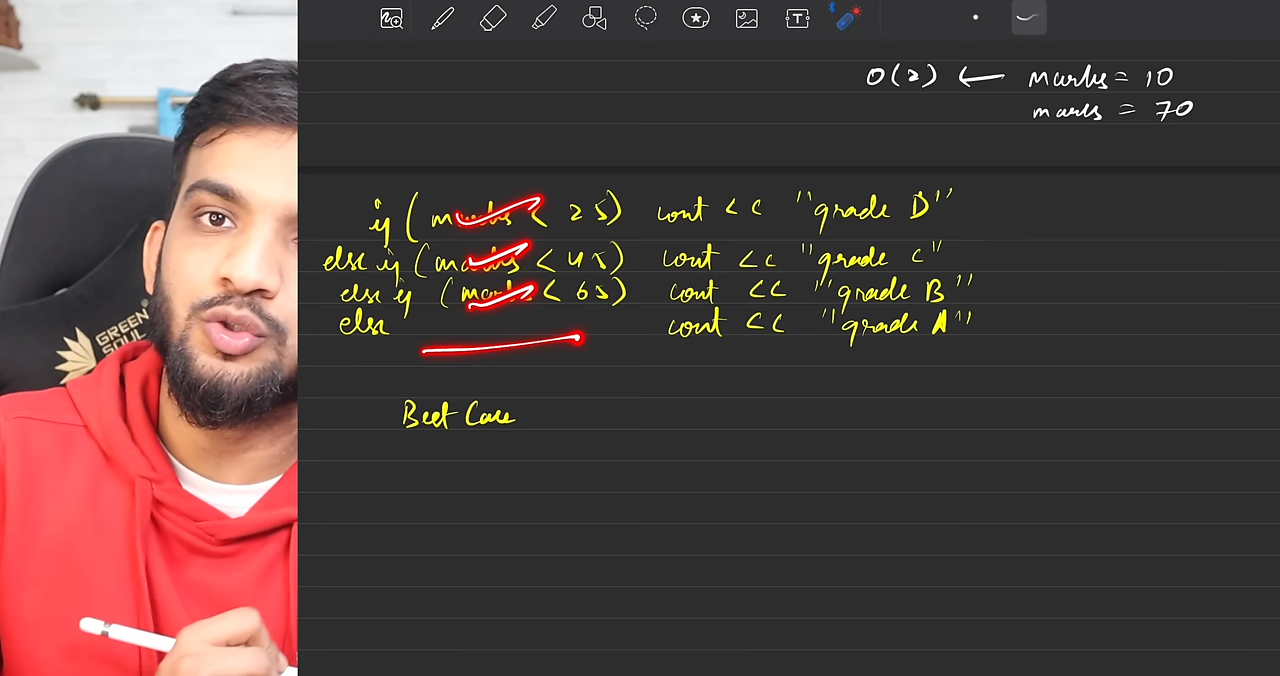 O(2) ← marks = 10
marks = 70
if (marks < 25) cout << "grade D"
else if (marks < 45) cout << "grade C"
else if (marks < 65) cout << "grade B"
else cout << "grade A"
Best Case
GREEN
SOUL
T